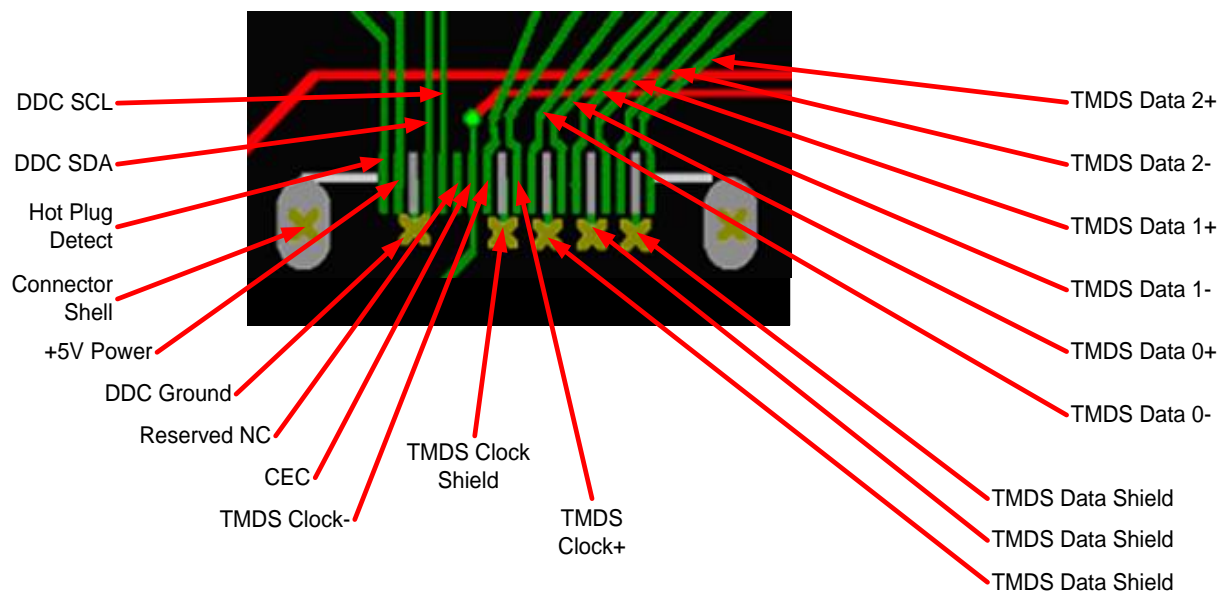 DDC SCL
DDC SDA
Hot Plug
Detect
Connector
Shell
+5V Power
DDC Ground
Reserved NC
CEC
TMDS Clock-
TMDS Clock
Shield
TMDS
Clock+
TMDS Data 2+
TMDS Data 2-
TMDS Data 1+
TMDS Data 1-
TMDS Data 0+
TMDS Data 0-
TMDS Data Shield
TMDS Data Shield
TMDS Data Shield